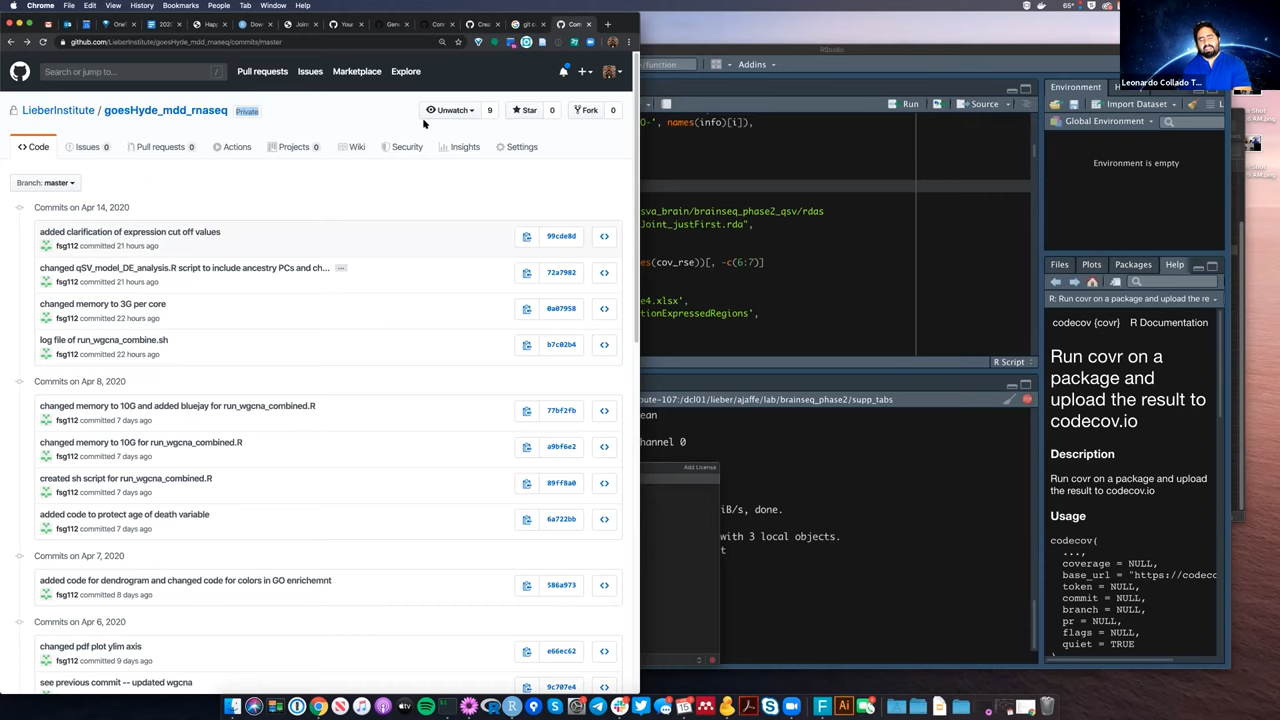 Chrome File Edit View History Bookmarks People Tab Window Help
65°
github.com/LieberInstitute/goesHyde_mdd_rnaseq/commits/master
Search or jump to... /
Pull requests Issues Marketplace Explore
LieberInstitute / goesHyde_mdd_rnaseq Private
Unwatch 9 Star 0 Fork 0
Code Issues 0 Pull requests 0 Actions Projects 0 Wiki Security Insights Settings
Branch: master
Commits on Apr 14, 2020
added clarification of expression cut off values
fsg112 committed 21 hours ago
99cde8d
changed qSV_model_DE_analysis.R script to include ancestry PCs and ch... ...
fsg112 committed 21 hours ago
72a7982
changed memory to 3G per core
fsg112 committed 22 hours ago
0a07958
log file of run_wgcna_combine.sh
fsg112 committed 22 hours ago
b7c02b4
Commits on Apr 8, 2020
changed memory to 10G and added bluejay for run_wgcna_combined.R
fsg112 committed 7 days ago
77bf2fb
changed memory to 10G for run_wgcna_combined.R
fsg112 committed 7 days ago
a9bf6e2
created sh script for run_wgcna_combined.R
fsg112 committed 7 days ago
89ff8a0
added code to protect age of death variable
fsg112 committed 7 days ago
6a722bb
Commits on Apr 7, 2020
added code for dendrogram and changed code for colors in GO enrichemnt
fsg112 committed 8 days ago
586a973
Commits on Apr 6, 2020
changed pdf plot ylim axis
fsg112 committed 9 days ago
e66ec62
see previous commit -- updated wgcna
9c707e4
RStudio
/function
Addins
Run Source
O-', names(info)[i]),
sva_brain/brainseq_phase2_qsv/rdas
Joint_justFirst.rda",
es(cov_rse))[, -c(6:7)]
e4.xlsx',
tionExpressedRegions',
R Script
ute-107:/dcl01/lieber/ajaffe/lab/brainseq_phase2/supp_tabs
ean
hannel 0
Add License
iB/s, done.
with 3 local objects.
t
Environment
Import Dataset
Global Environment
Environment is empty
Files Plots Packages Help
R: Run covr on a package and upload the re
codecov {covr} R Documentation
Run covr on a
package and
upload the result to
codecov.io
Description
Run covr on a package and upload
the result to codecov.io
Usage
codecov(
...,
coverage = NULL,
base_url = "https://codeco
token = NULL,
commit = NULL,
branch = NULL,
pr = NULL,
flags = NULL,
quiet = TRUE
Leonardo Collado T...